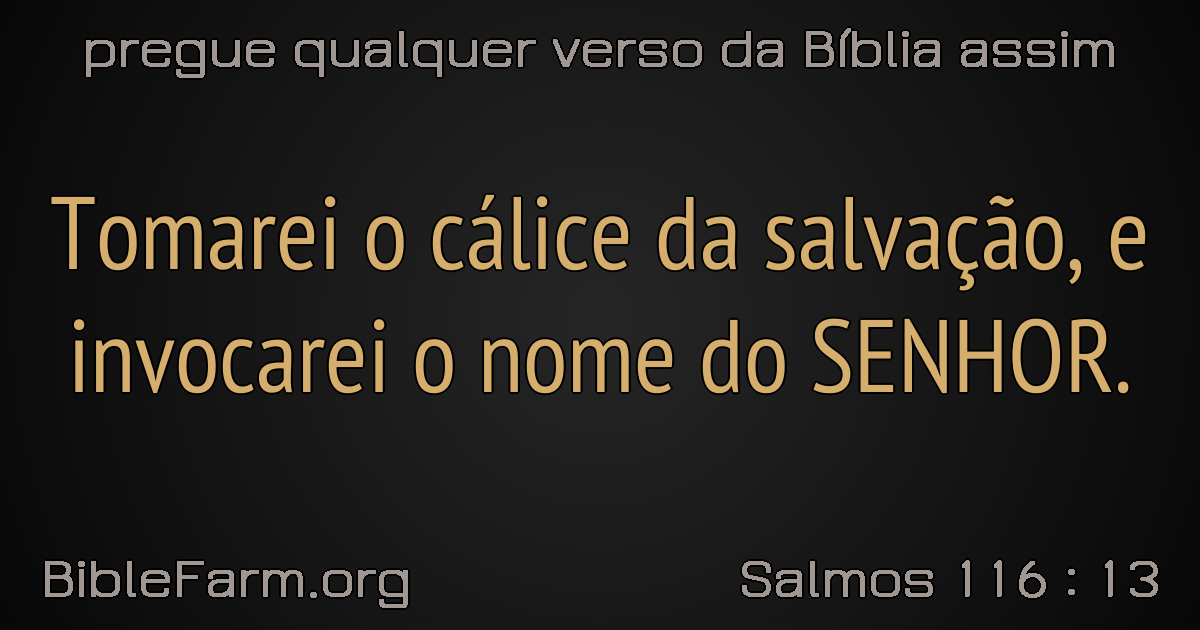 pregue qualquer verso da Bíblia assim
Tomarei o cálice da salvação, e
invocarei o nome do SENHOR.
BibleFarm.org
Salmos 116 : 13